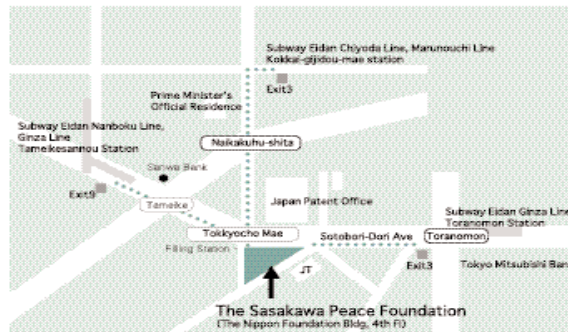 Subway Eidan Chiyoda Line, Marunouchi Line
Kokkai-gijidou-mae station
Exit3
Prime Minister's
Official Residence
Subway Eidan Nanboku Line,
Ginza Line
Tameikesannou Station
Naikakuhu-shita
Sanwa Bank
Exit9
Tameike
Japan Patent Office
Tokkyocho Mae
Sotobori-Dori Ave
Subway Eidan Ginza Line
Toranomon Station
Toranomon
Filling Station
JT
Exit3
Tokyo Mitsubishi Ban
The Sasakawa Peace Foundation
(The Nippon Foundation Bldg, 4th Fl)